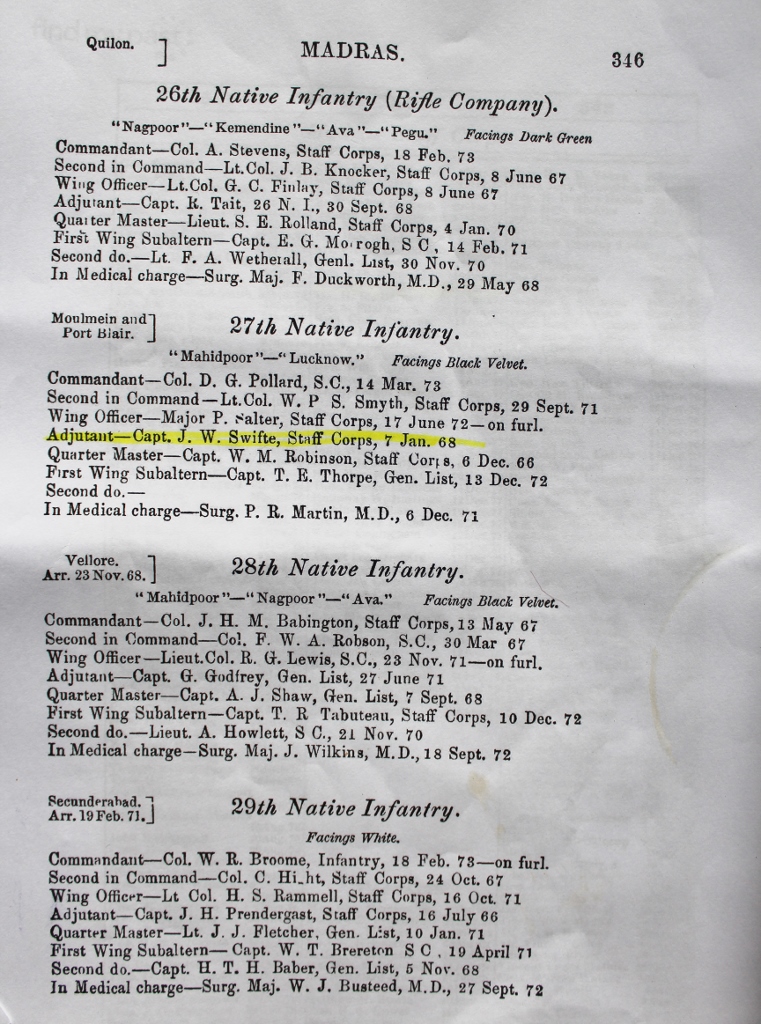 Quilon. ]
MADRAS.
346
26th Native Infantry (Rifle Company).
"Nagpoor"—"Kemendine"—"Ava"—"Pegu." Facings Dark Green
Commandant—Col. A. Stevens, Staff Corps, 18 Feb. 73
Second in Command—Lt.Col. J. B. Knocker, Staff Corps, 8 June 67
Wing Officer—Lt.Col. G. C. Finlay, Staff Corps, 8 June 67
Adjutant—Capt. R. Tait, 26 N. I., 30 Sept. 68
Quarter Master—Lieut. S. E. Rolland, Staff Corps, 4 Jan. 70
First Wing Subaltern—Capt. E. G. S C, 14 Feb. 71
Second do.—Lt. F. A. Wetherall, Genl. List, 30 Nov. 70
In Medical charge—Surg. Maj. F. Duckworth, M.D., 29 May 68
Moulmein and ]
Port Blair.
27th Native Infantry.
"Mahidpoor"—"Lucknow." Facings Black Velvet.
Commandant—Col. D. G. Pollard, S.C., 14 Mar. 73
Second in Command—Lt.Col. W. P S. Smyth, Staff Corps, 29 Sept. 71
Wing Officer—Major P. Salter, Staff Corps, 17 June 72—on furl.
Adjutant—Capt. J. W. Swifte, Staff Corps, 7 Jan. 68
Quarter Master—Capt. W. M. Robinson, Staff Corps, 6 Dec. 66
First Wing Subaltern—Capt. T. E. Thorpe, Gen. List, 13 Dec. 72
Second do.—
In Medical charge—Surg. P. R. Martin, M.D., 6 Dec. 71
Vellore. ]
Arr. 23 Nov. 68.
28th Native Infantry.
"Mahidpoor"—"Nagpoor"—"Ava." Facings Black Velvet.
Commandant—Col. J. H. M. Babington, Staff Corps, 13 May 67
Second in Command—Col. F. W. A. Robson, S.C., 30 Mar 67
Wing Officer—Lieut.Col. R. G. Lewis, S.C., 23 Nov. 71—on furl.
Adjutant—Capt. G. Godfrey, Gen. List, 27 June 71
Quarter Master—Capt. A. J. Shaw, Gen. List, 7 Sept. 68
First Wing Subaltern—Capt. T. R Tabuteau, Staff Corps, 10 Dec. 72
Second do.—Lieut. A. Howlett, S C., 21 Nov. 70
In Medical charge—Surg. Maj. J. Wilkins, M.D., 18 Sept. 72
Secunderabad. ]
Arr. 19 Feb. 71.
29th Native Infantry.
Facings White.
Commandant—Col. W. R. Broome, Infantry, 18 Feb. 73—on furl.
Second in Command—Col. C. Staff Corps, 24 Oct. 67
Wing Officer—Lt Col. H. S. Rammell, Staff Corps, 16 Oct. 71
Adjutant—Capt. J. H. Prendergast, Staff Corps, 16 July 66
Quarter Master—Lt. J. J. Fletcher, Gen. List, 10 Jan. 71
First Wing Subaltern—Capt. W. T. Brereton S C, 19 April 71
Second do.—Capt. H. T. H. Baber, Gen. List, 5 Nov. 68
In Medical charge—Surg. Maj. W. J. Busteed, M.D., 27 Sept. 72